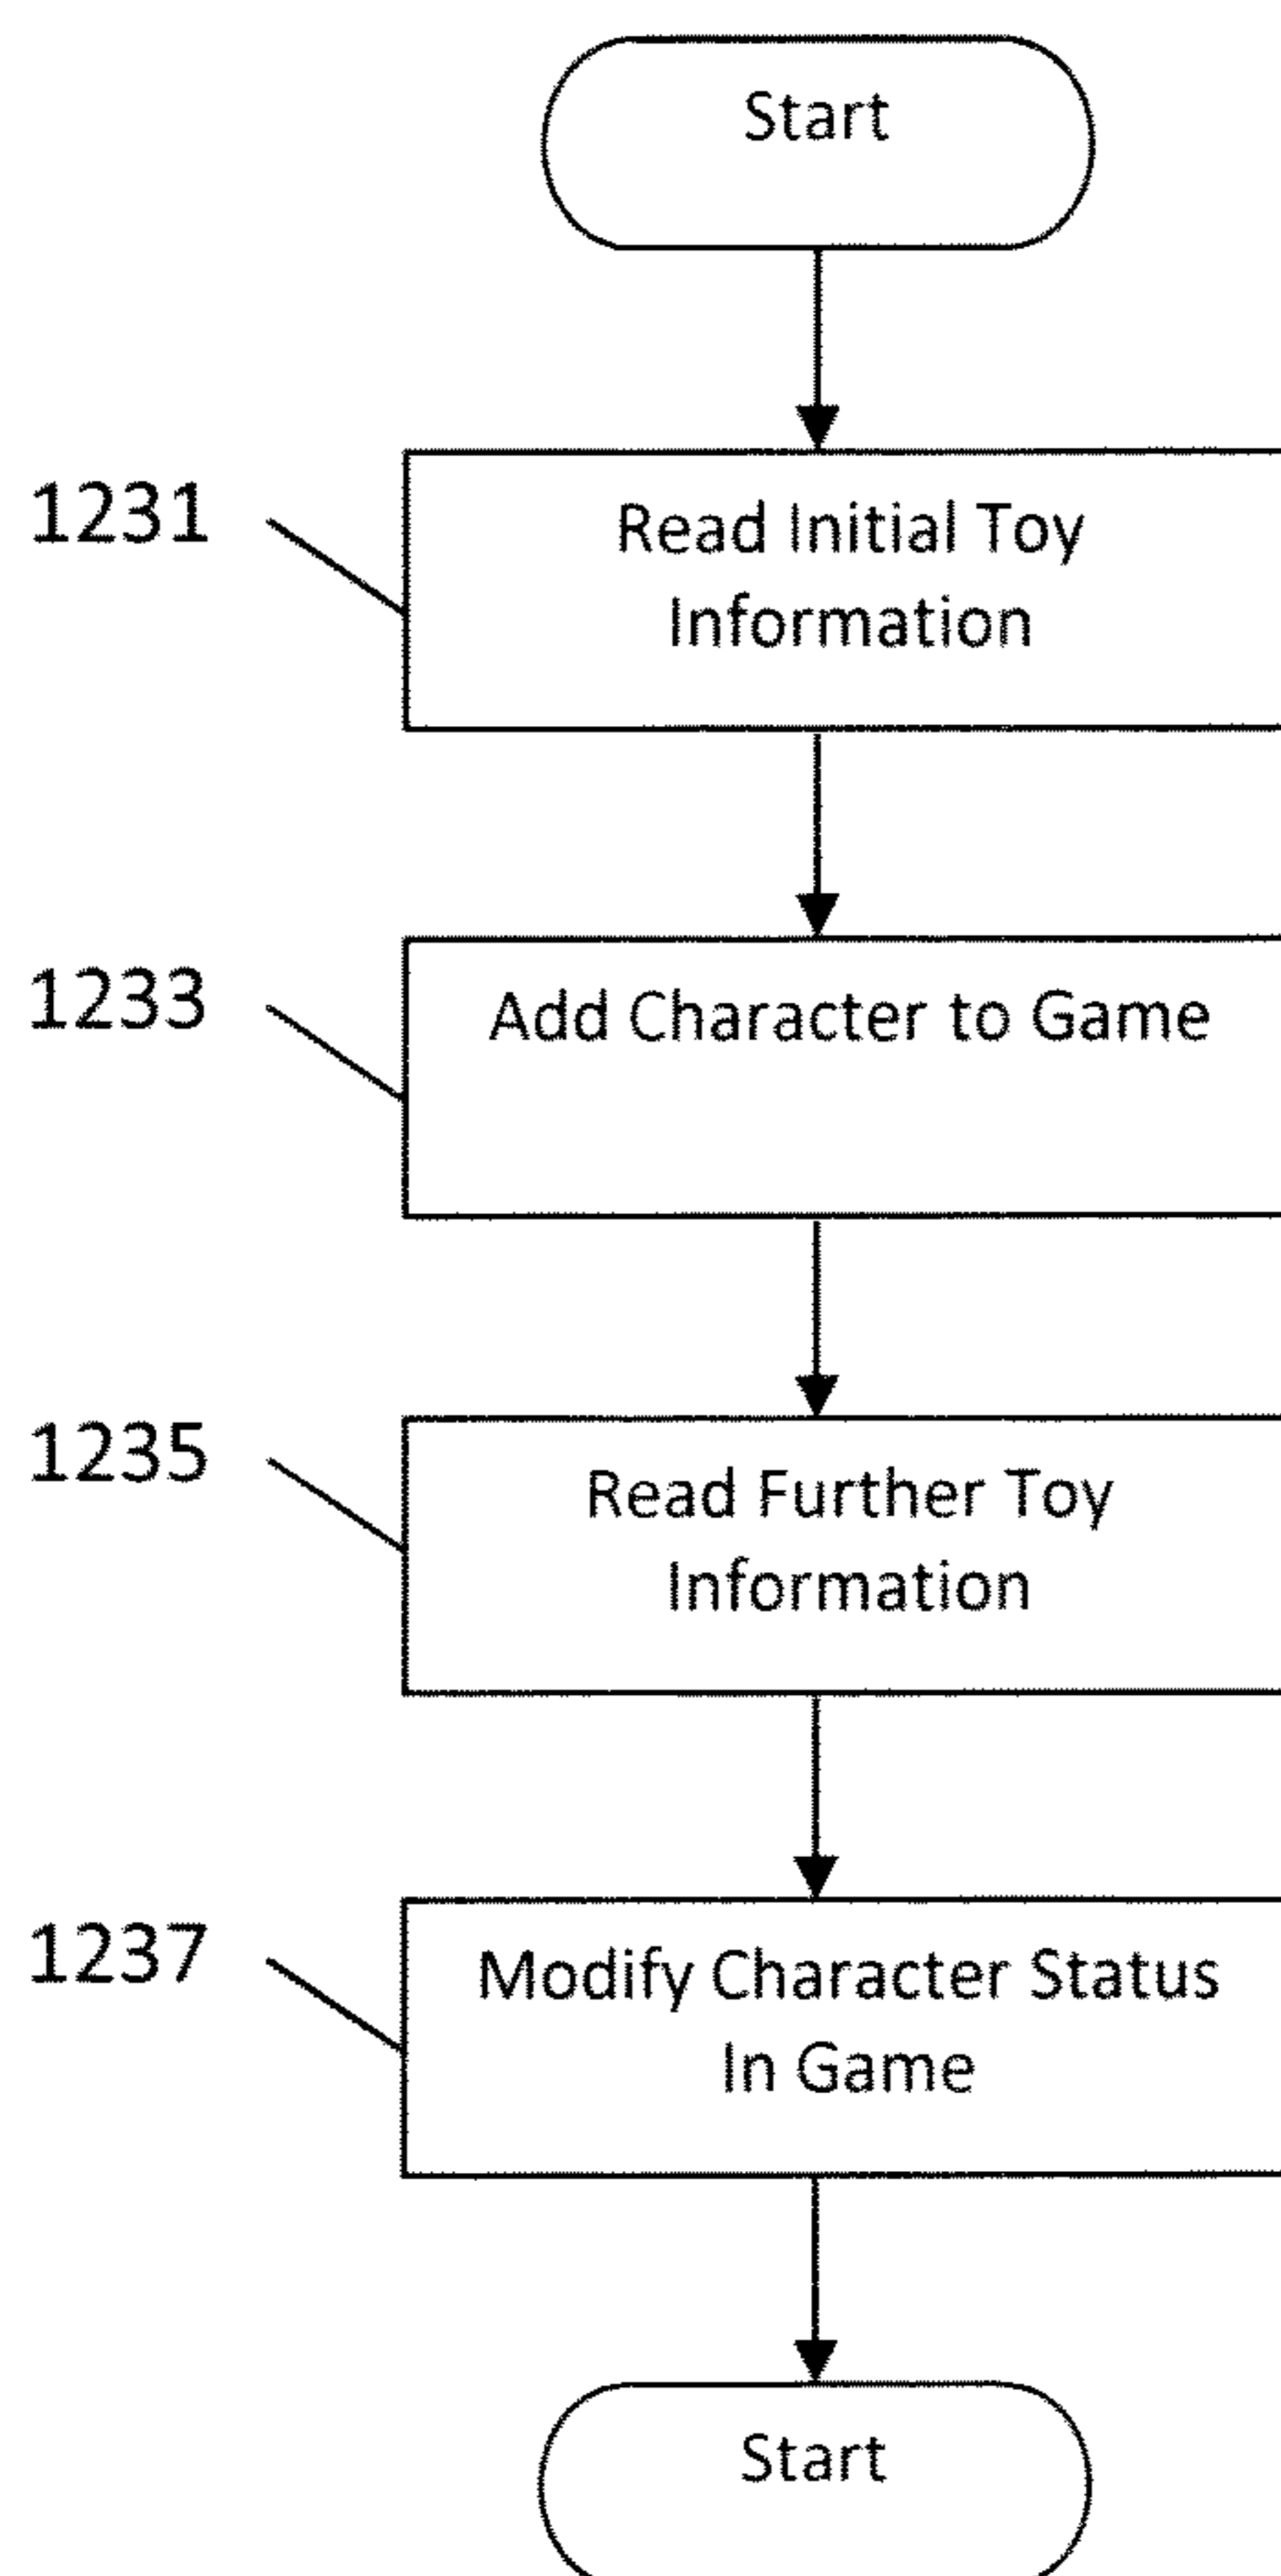 Start
1231
Read Initial Toy
Information
1233
Add Character to Game
1235
Read Further Toy
Information
1237
Modify Character Status
In Game
Start